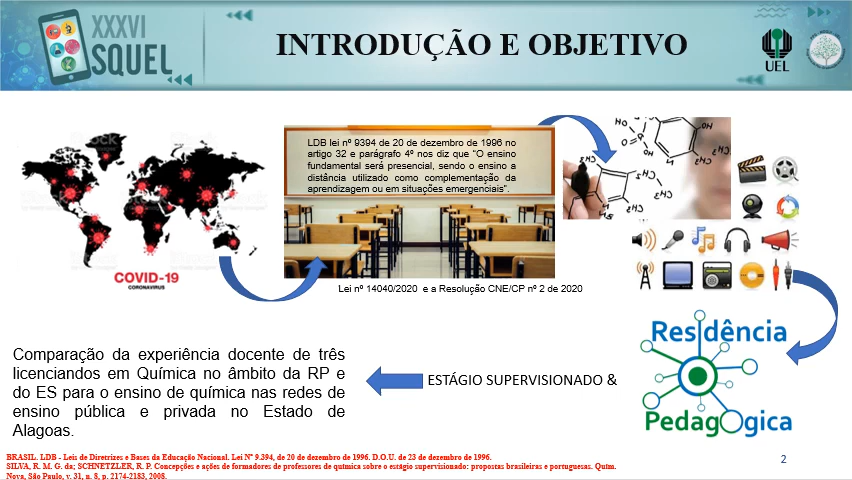 XXXVI
SQUEL
INTRODUÇÃO E OBJETIVO
UEL
LDB lei nº 9394 de 20 de dezembro de 1996 no
artigo 32 e parágrafo 4º nos diz que “O ensino
fundamental será presencial, sendo o ensino a
distância utilizado como complementação da
aprendizagem ou em situações emergenciais”.
COVID-19
CORONAVIRUS
Lei nº 14040/2020 e a Resolução CNE/CP nº 2 de 2020
Residência
Pedagógica
ESTÁGIO SUPERVISIONADO &
Comparação da experiência docente de três
licenciandos em Química no âmbito da RP e
do ES para o ensino de química nas redes de
ensino pública e privada no Estado de
Alagoas.
BRASIL. LDB - Leis de Diretrizes e Bases da Educação Nacional. Lei Nº 9.394, de 20 de dezembro de 1996. D.O.U. de 23 de dezembro de 1996.
SILVA, R. M. G. da; SCHNETZLER, R. P. Concepções e ações de formadores de professores de química sobre o estágio supervisionado: propostas brasileiras e portuguesas. Quím.
Nova, São Paulo, v. 31, n. 8, p. 2174-2183, 2008.
2